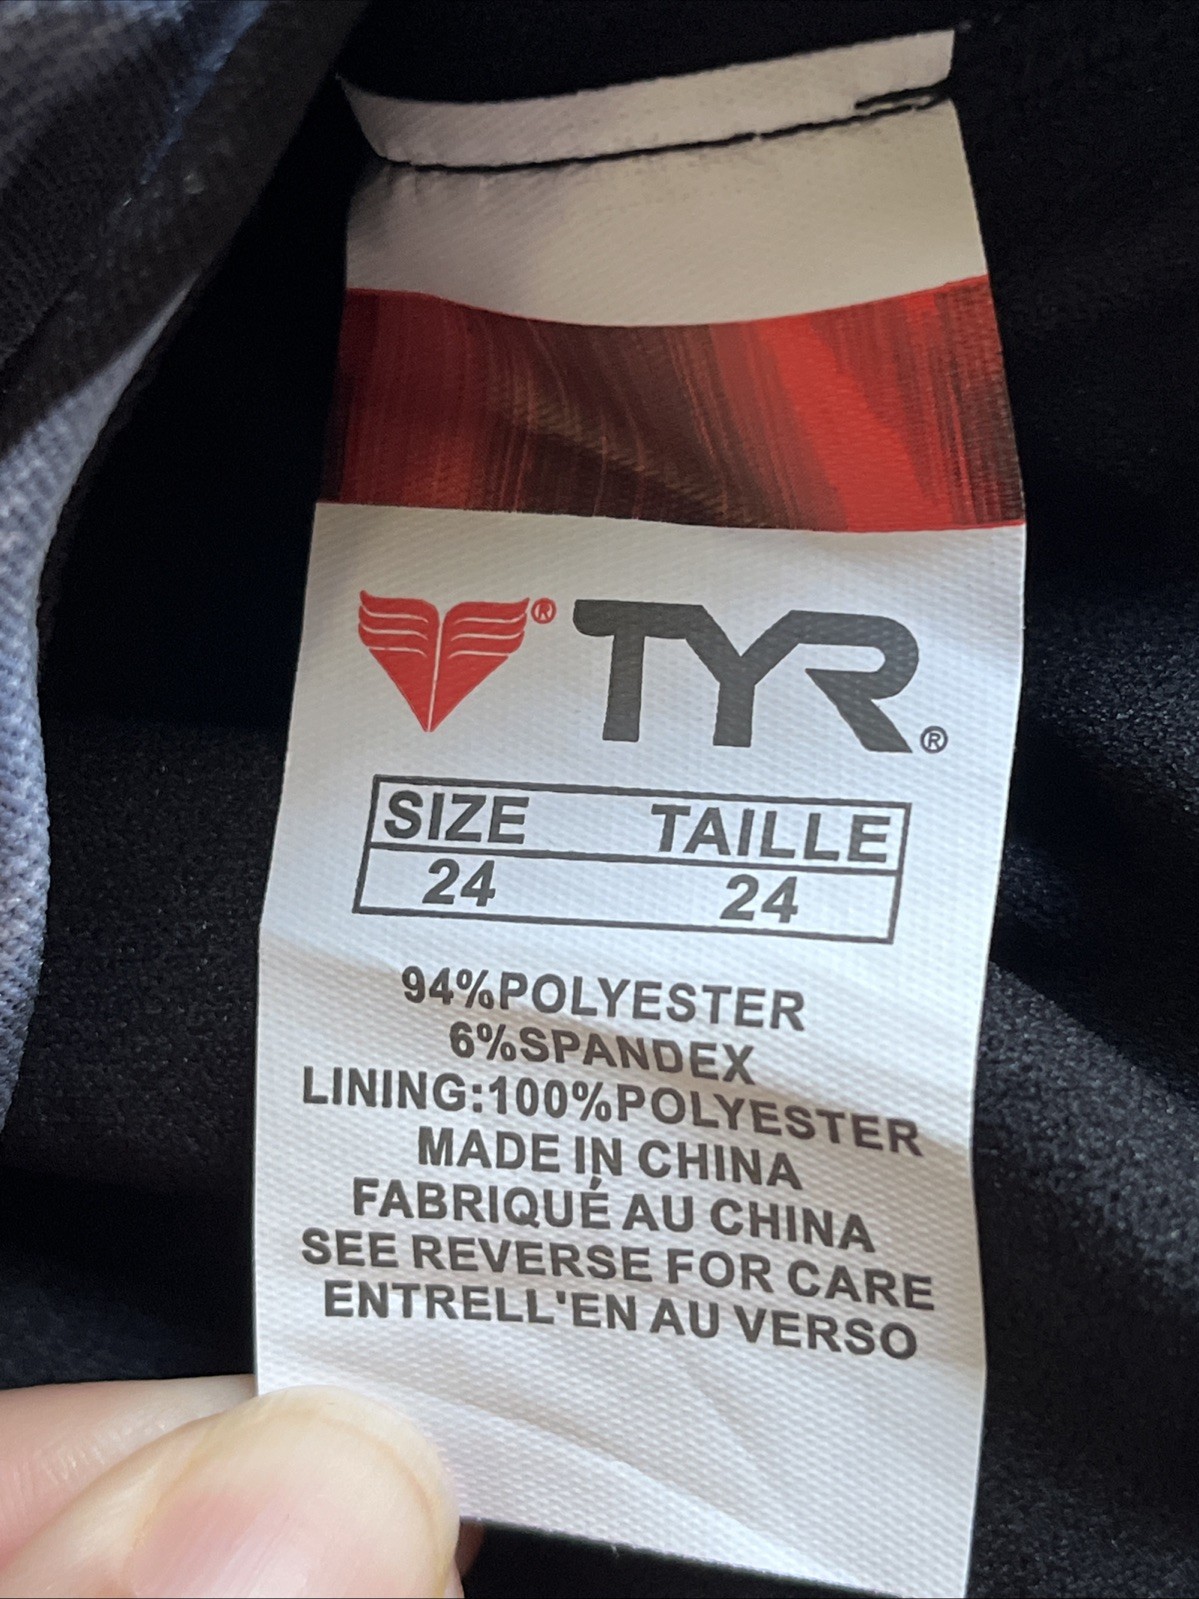 ® TYR®
SIZE TAILLE
24 24
94%POLYESTER
6%SPANDEX
LINING:100%POLYESTER
MADE IN CHINA
FABRIQUÉ AU CHINA
SEE REVERSE FOR CARE
ENTRELL'EN AU VERSO